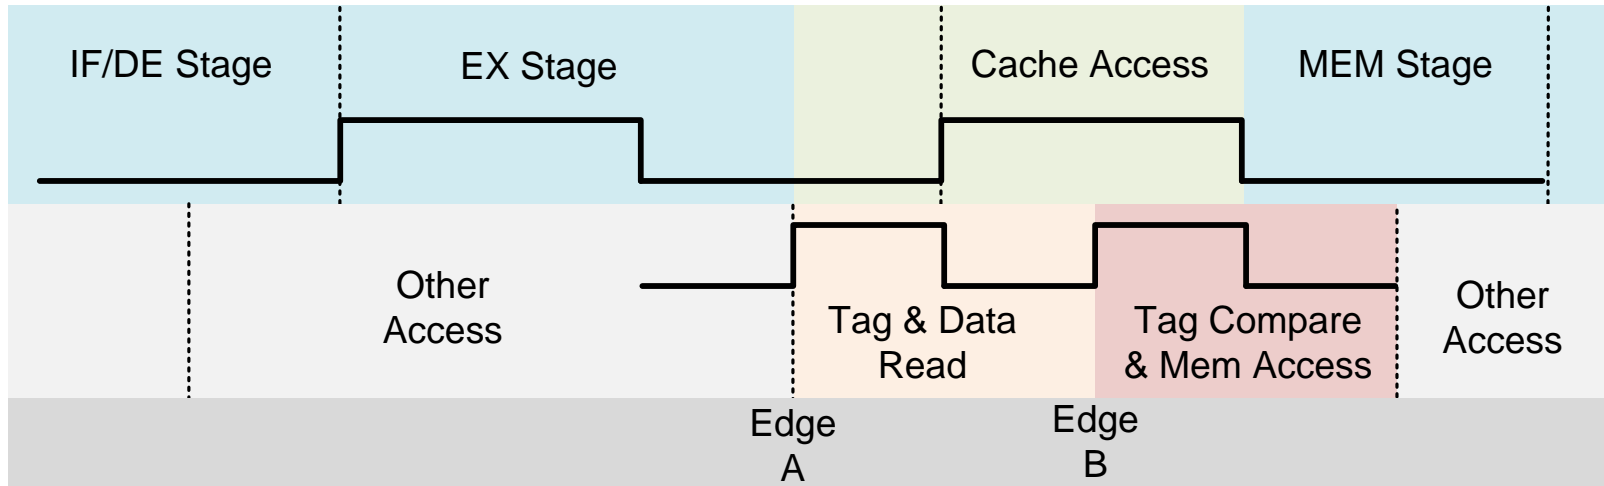 IF/DE Stage
EX Stage
Cache Access
MEM Stage
Other
Access
Tag & Data
Read
Tag Compare
& Mem Access
Other
Access
Edge
A
Edge
B